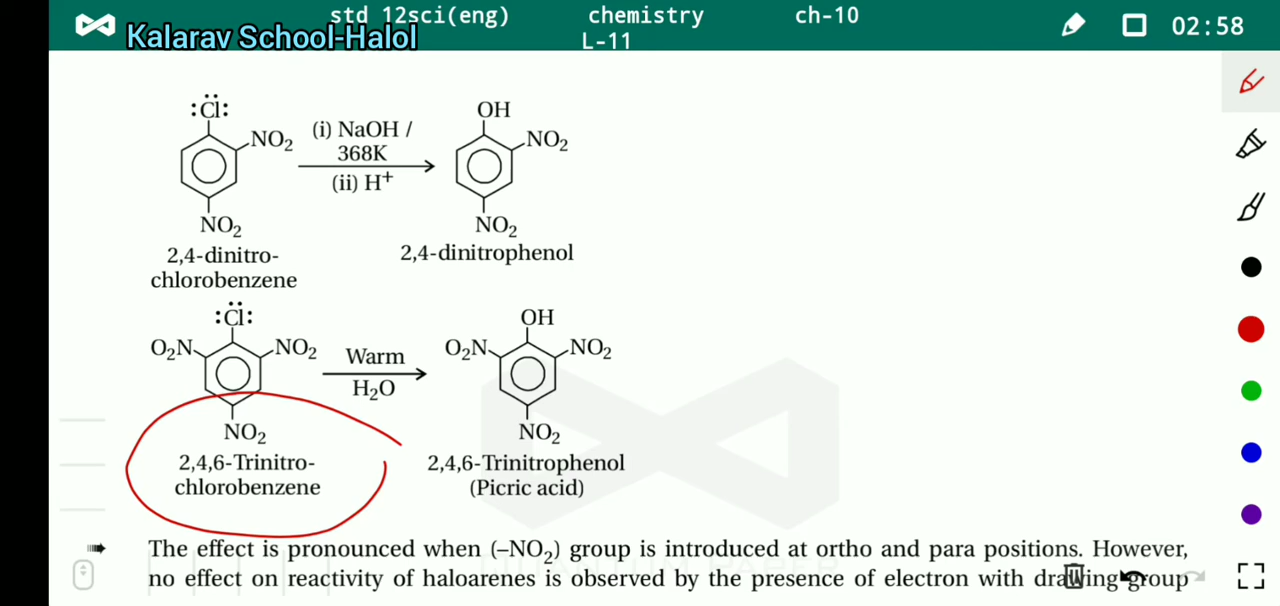 std 12sci(eng) chemistry ch-10
Kalarav School-Halol L-11 02:58
:C̈l: OH
NO₂ (i) NaOH / NO₂
368K
(ii) H⁺
NO₂ NO₂
2,4-dinitro- 2,4-dinitrophenol
chlorobenzene
:C̈l: OH
O₂N NO₂ Warm O₂N NO₂
H₂O
NO₂ NO₂
2,4,6-Trinitro- 2,4,6-Trinitrophenol
chlorobenzene (Picric acid)
The effect is pronounced when (–NO₂) group is introduced at ortho and para positions. However,
no effect on reactivity of haloarenes is observed by the presence of electron with drawing group